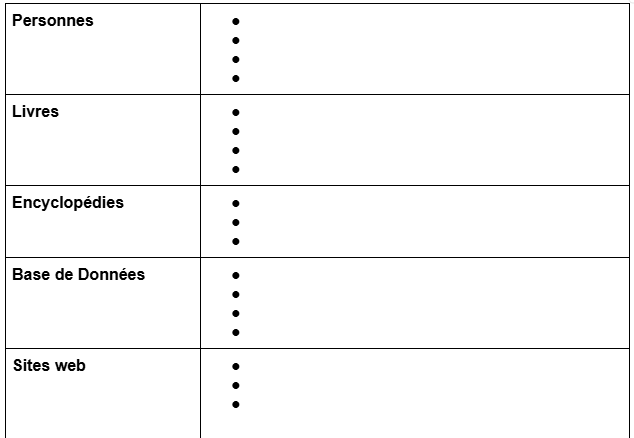 Personnes
Livres
Encyclopédies
Base de Données
Sites web